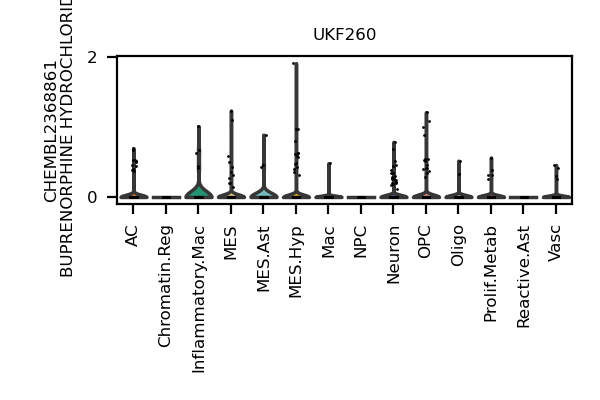 UKF260
CHEMBL2368861
BUPRENORPHINE HYDROCHLORID
2
0
AC
Chromatin.Reg
Inflammatory.Mac
MES
MES.Ast
MES.Hyp
Mac
NPC
Neuron
OPC
Oligo
Prolif.Metab
Reactive.Ast
Vasc